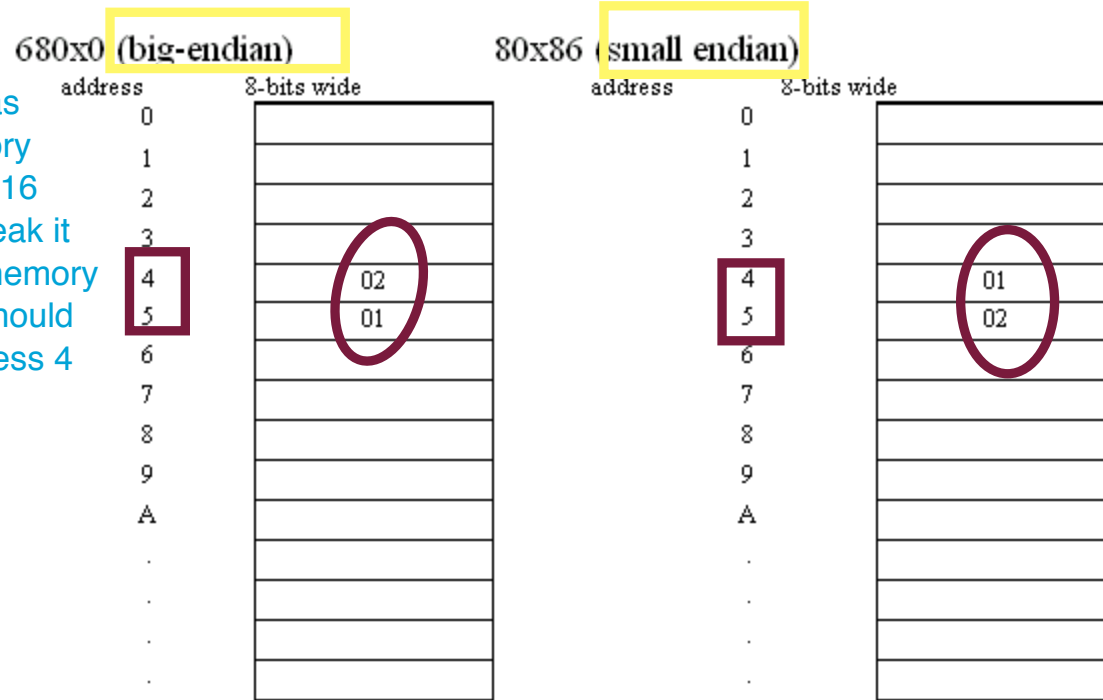 680x0 (big-endian)
80x86 (small endian)
address 8-bits wide
address 8-bits wide
as
ory
16
eak it
nemory
hould
ess 4
0
1
2
3
4 02
5 01
6
7
8
9
A
.
.
.
.
0
1
2
3
4 01
5 02
6
7
8
9
A
.
.
.
.